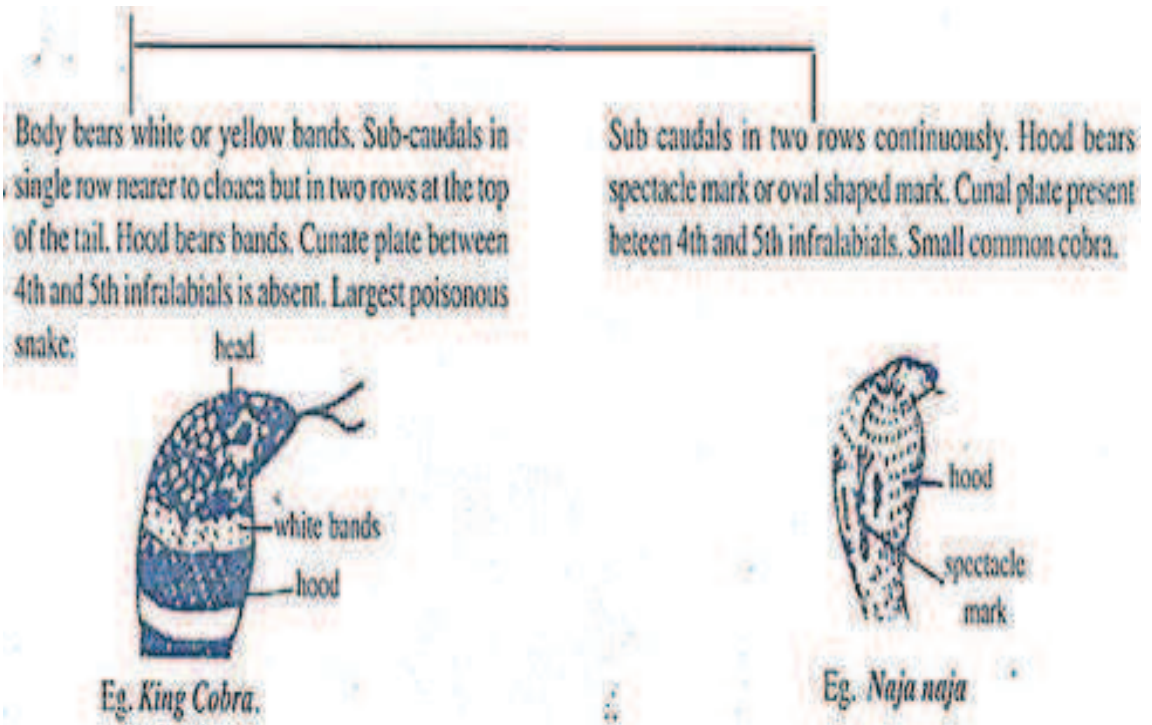 Body bears white or yellow bands. Sub-caudals in
single row nearer to cloaca but in two rows at the top
of the tail. Hood bears bands. Cunate plate between
4th and 5th infralabials is absent. Largest poisonous
snake.
head
white bands
hood
Eg. King Cobra.
Sub caudals in two rows continuously. Hood bears
spectacle mark or oval shaped mark. Cunal plate present
beteen 4th and 5th infralabials. Small common cobra.
hood
spectacle
mark
Eg. Naja naja